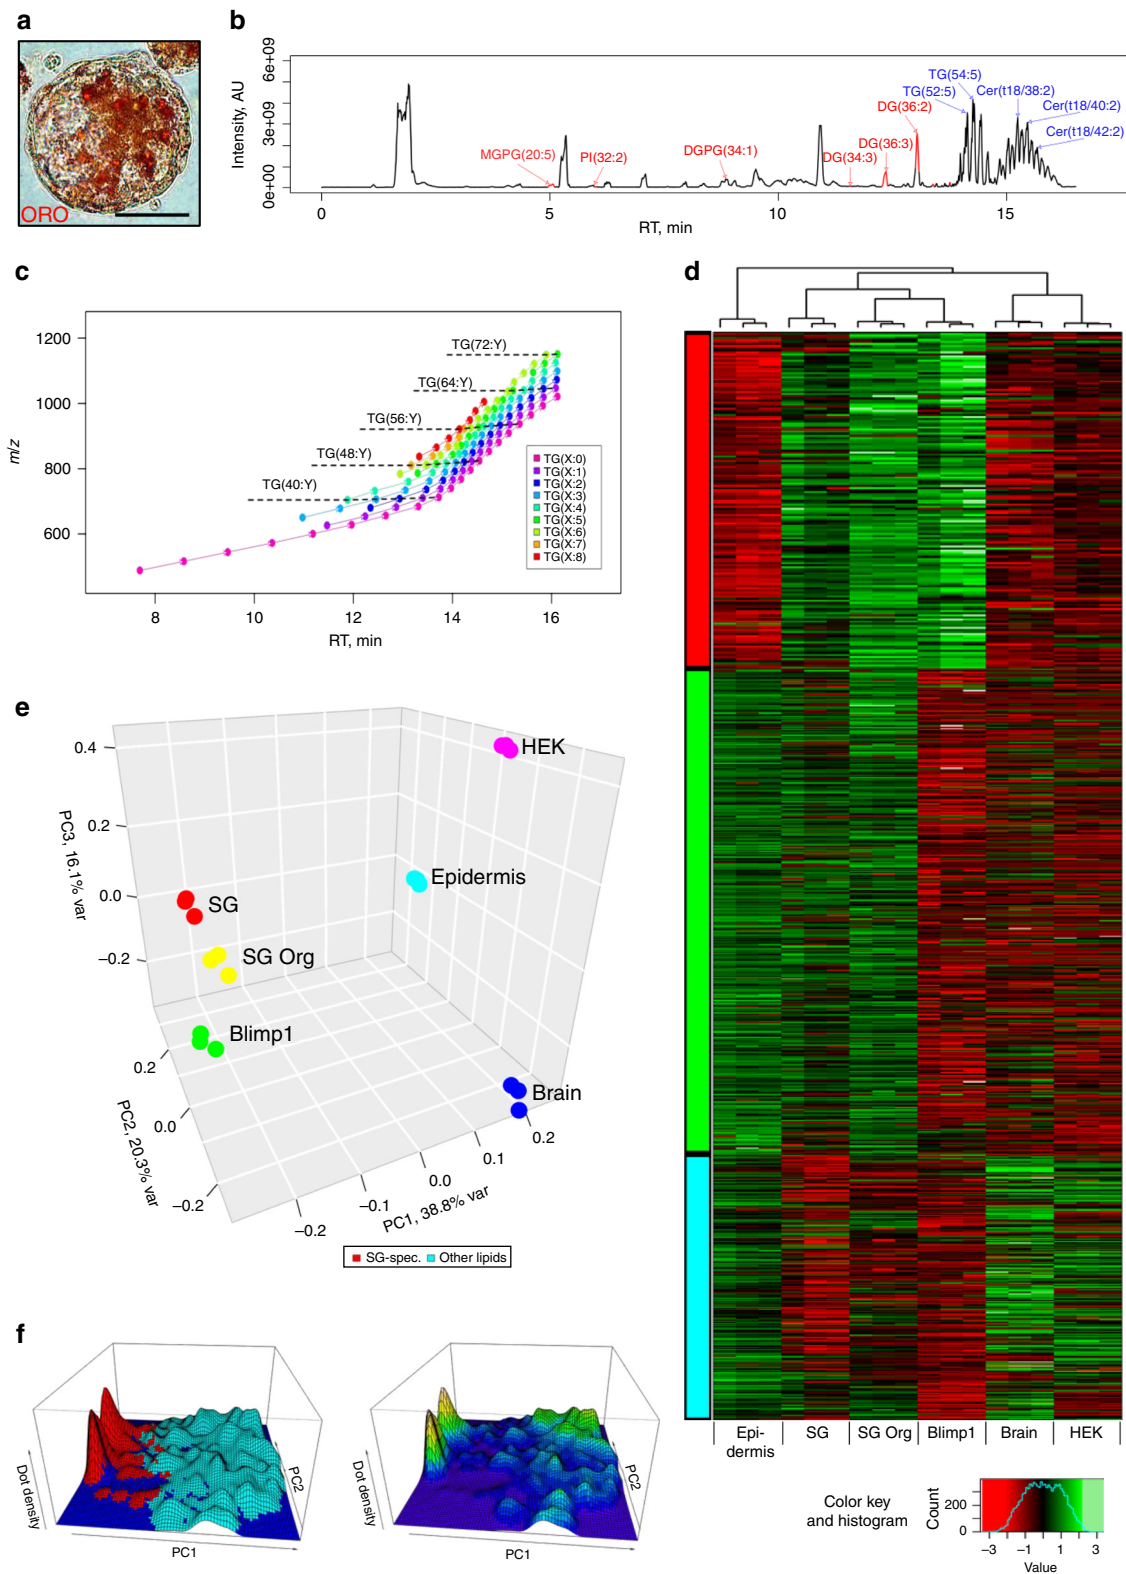 a
ORO
b
Intensity, AU
6e+09
3e+09
0e+00
MGPG(20:5)
PI(32:2)
DGPG(34:1)
DG(34:3)
DG(36:3)
DG(36:2)
TG(52:5)
TG(54:5)
Cer(t18/38:2)
Cer(t18/40:2)
Cer(t18/42:2)
0 5 10 15
RT, min
c
m/z
1200
1000
800
600
TG(72:Y)
TG(64:Y)
TG(56:Y)
TG(48:Y)
TG(40:Y)
TG(X:0)
TG(X:1)
TG(X:2)
TG(X:3)
TG(X:4)
TG(X:5)
TG(X:6)
TG(X:7)
TG(X:8)
8 10 12 14 16
RT, min
d
Epi-
dermis
SG
SG Org
Blimp1
Brain
HEK
Color key
and histogram
Count
200
0
−3 −1 1 3
Value
e
PC3, 16.1% var
0.4
0.2
0.0
−0.2
HEK
Epidermis
SG
SG Org
Blimp1
Brain
PC2, 20.3% var
0.2
0.0
−0.2
PC1, 38.8% var
−0.2
−0.1
0.0
0.1
0.2
SG-spec. Other lipids
f
Dot density
PC1
PC2
Dot density
PC1
PC2